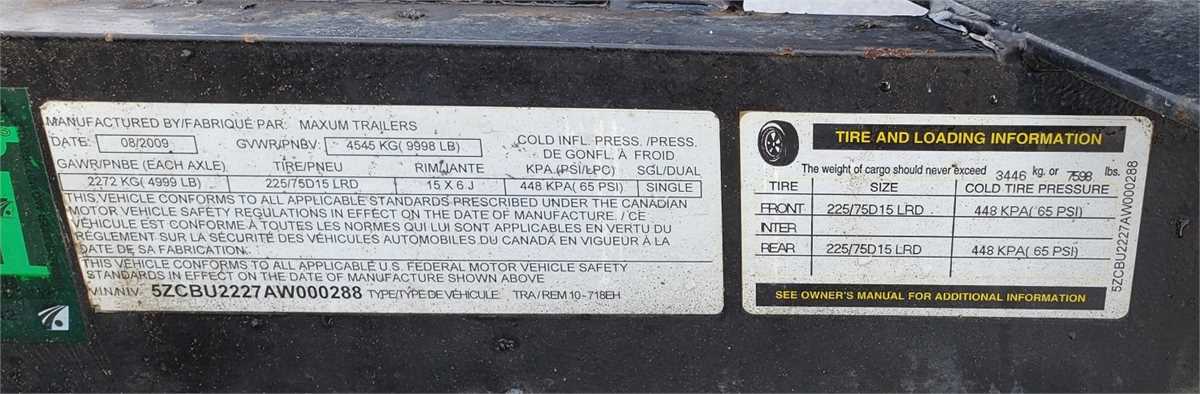 MANUFACTURED BY/FABRIQUÉ PAR: MAXUM TRAILERS
DATE: 08/2009 GVWR/PNBV: 4545 KG( 9998 LB) COLD INFL. PRESS. /PRESS.
DE GONFL. À FROID
GAWR/PNBE (EACH AXLE) TIRE/PNEU RIM/JANTE KPA.(PSI/LPC) SGL/DUAL
2272 KG( 4999 LB) 225/75D15 LRD 15 X 6 J 448 KPA( 65 PSI) SINGLE
THIS VEHICLE CONFORMS TO ALL APPLICABLE STANDARDS PRESCRIBED UNDER THE CANADIAN
MOTOR VEHICLE SAFETY REGULATIONS IN EFFECT ON THE DATE OF MANUFACTURE. / CE
VÉHICULE EST CONFORME À TOUTES LES NORMES QUI LUI SONT APPLICABLES EN VERTU DU
RÈGLEMENT SUR LA SÉCURITÉ DES VÉHICULES AUTOMOBILES DU CANADA EN VIGUEUR À LA
DATE DE SA FABRICATION.
THIS VEHICLE CONFORMS TO ALL APPLICABLE U.S. FEDERAL MOTOR VEHICLE SAFETY
STANDARDS IN EFFECT ON THE DATE OF MANUFACTURE SHOWN ABOVE
V.I.N./N.I.V. 5ZCBU2227AW000288 TYPE/TYPE DE VÉHICULE: TRA / REM 10 - 718EH
TIRE AND LOADING INFORMATION
The weight of cargo should never exceed 3446 kg. or 7598 lbs.
TIRE SIZE COLD TIRE PRESSURE
FRONT 225/75D15 LRD 448 KPA( 65 PSI)
INTER
REAR 225/75D15 LRD 448 KPA( 65 PSI)
SEE OWNER'S MANUAL FOR ADDITIONAL INFORMATION
5ZCBU2227AW000288